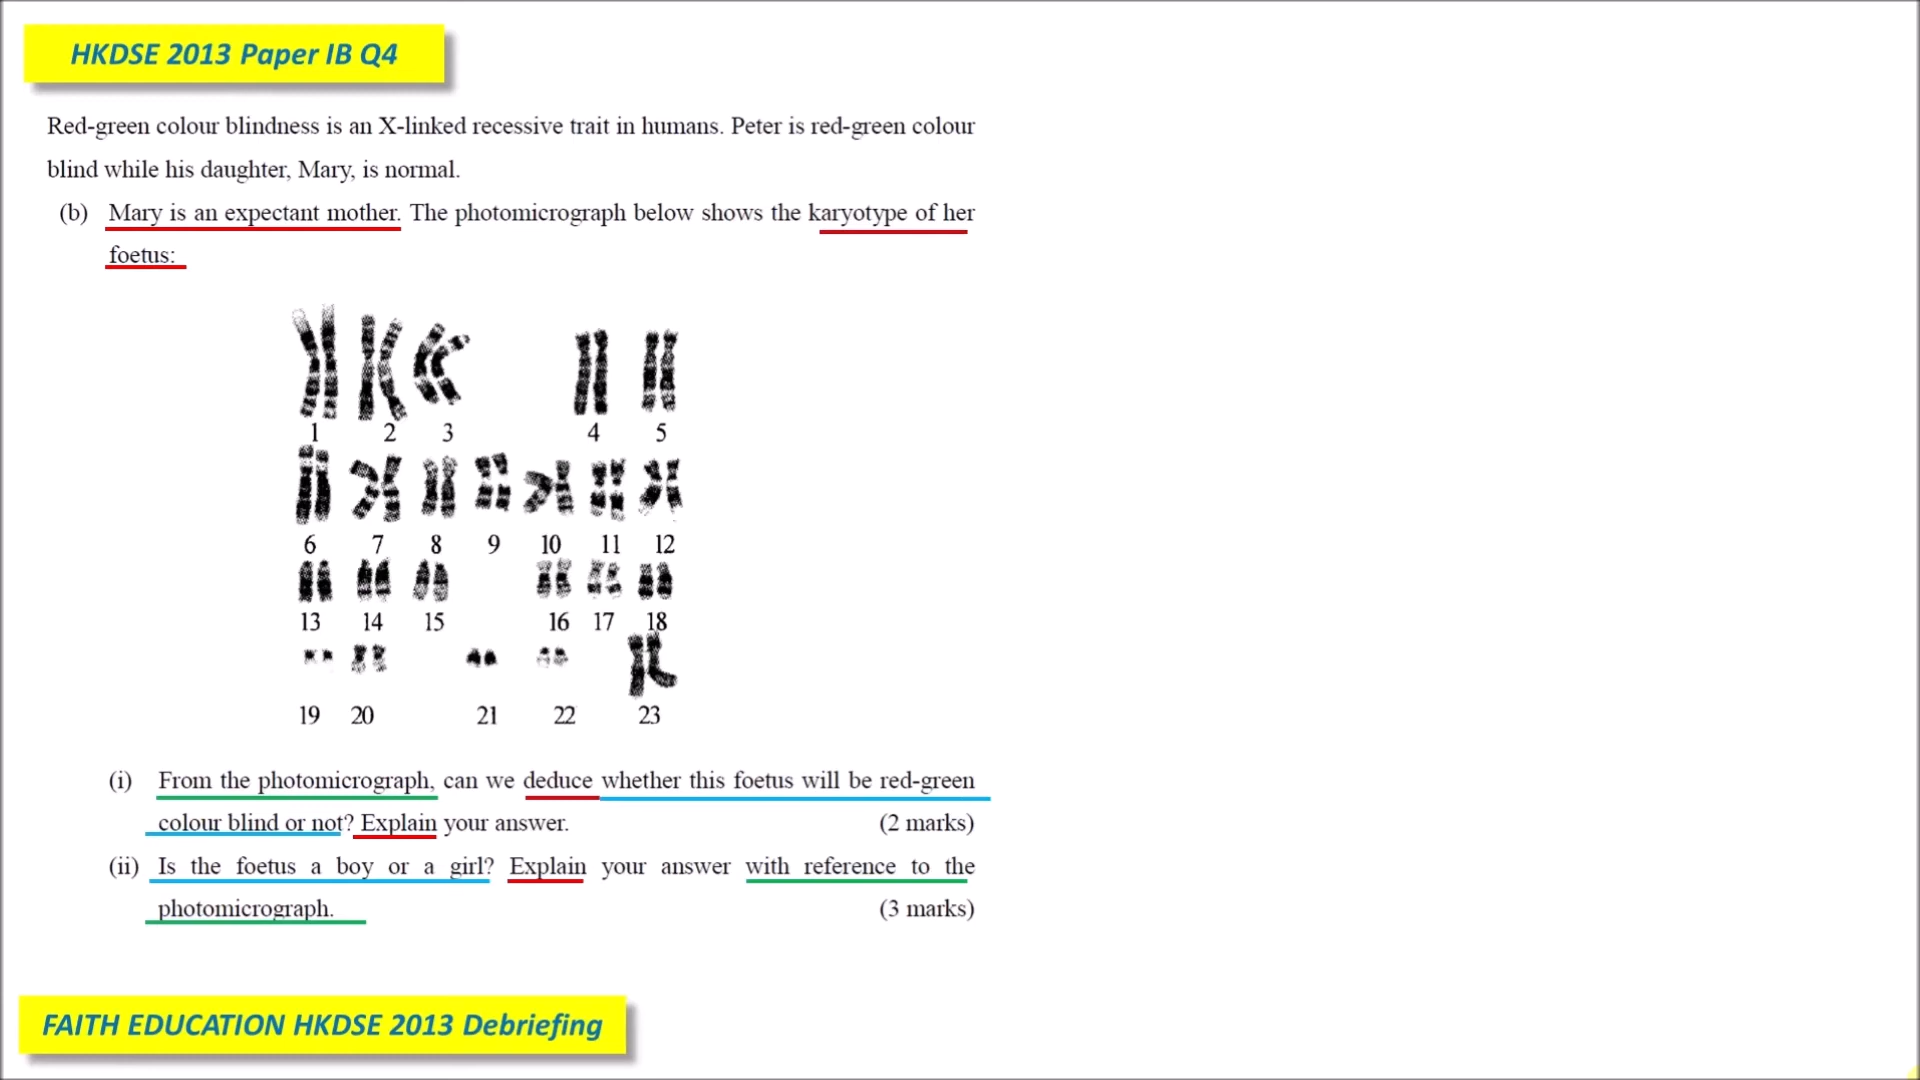 HKDSE 2013 Paper IB Q4
Red-green colour blindness is an X-linked recessive trait in humans. Peter is red-green colour
blind while his daughter, Mary, is normal.
(b) Mary is an expectant mother. The photomicrograph below shows the karyotype of her
foetus:
1 2 3 4 5
6 7 8 9 10 11 12
13 14 15 16 17 18
19 20 21 22 23
(i) From the photomicrograph, can we deduce whether this foetus will be red-green
colour blind or not? Explain your answer. (2 marks)
(ii) Is the foetus a boy or a girl? Explain your answer with reference to the
photomicrograph. (3 marks)
FAITH EDUCATION HKDSE 2013 Debriefing